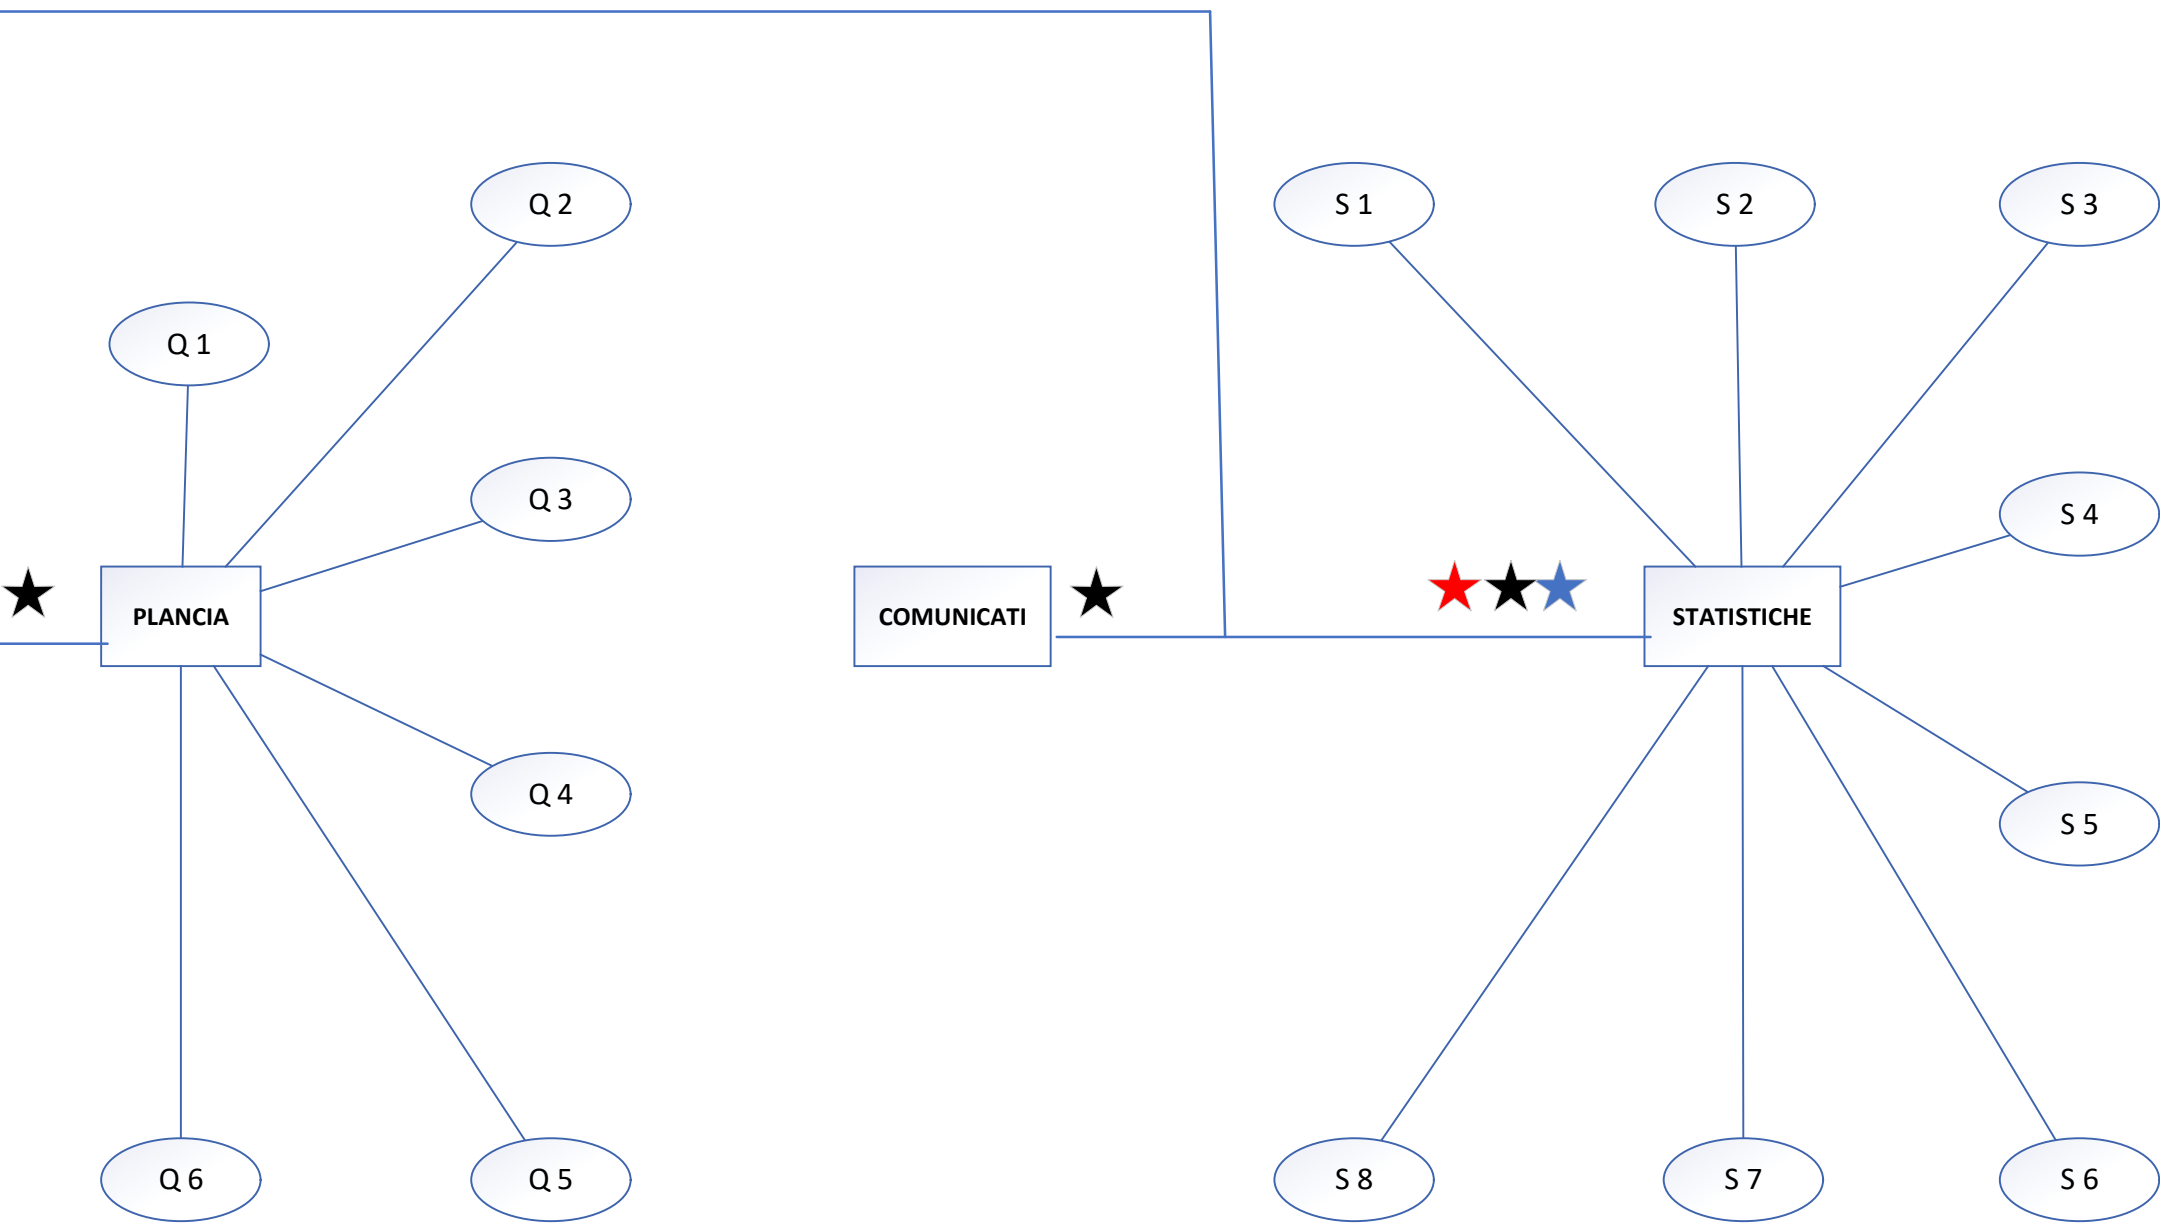 Q 2
S 1
S 2
S 3
Q 1
Q 3
S 4
PLANCIA
COMUNICATI
STATISTICHE
Q 4
S 5
Q 6
Q 5
S 8
S 7
S 6